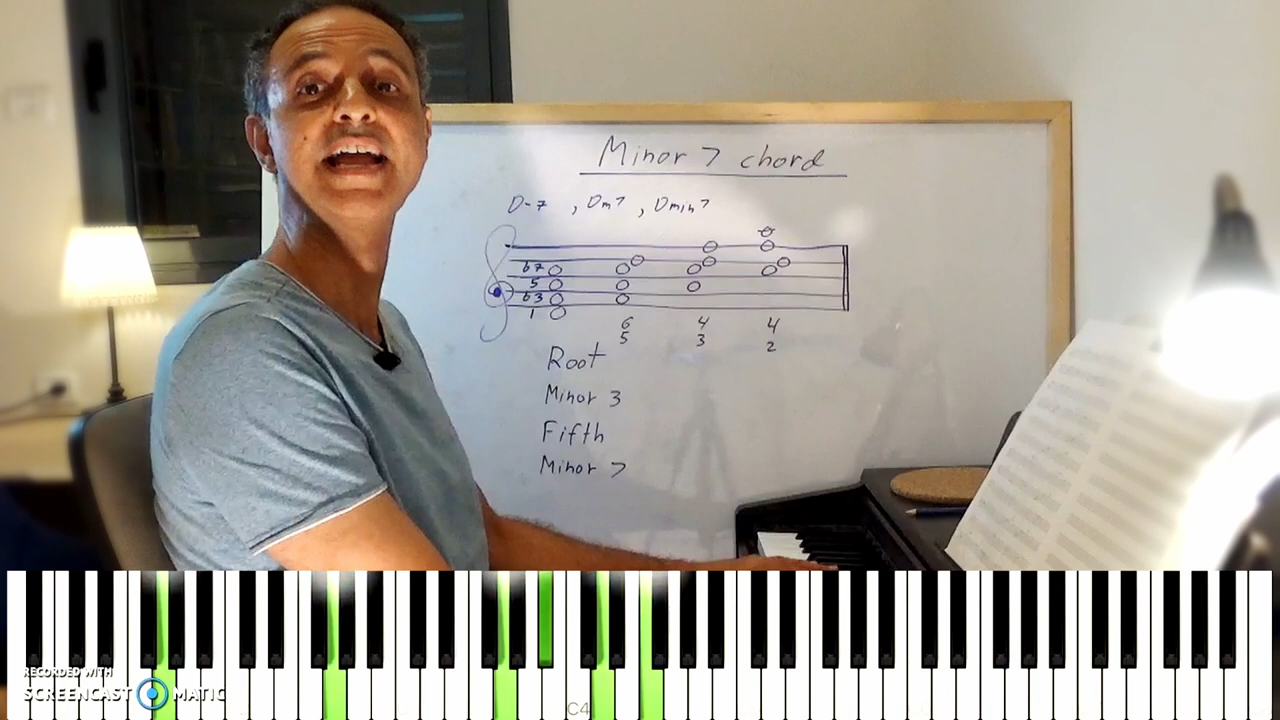 Minor 7 chord
D-7 , Dm7 , Dmin7
b7
5
b3
1
6 4 4
5 3 2
Root
Minor 3
Fifth
Minor 7
RECORDED WITH
SCREENCAST MATIC
C4